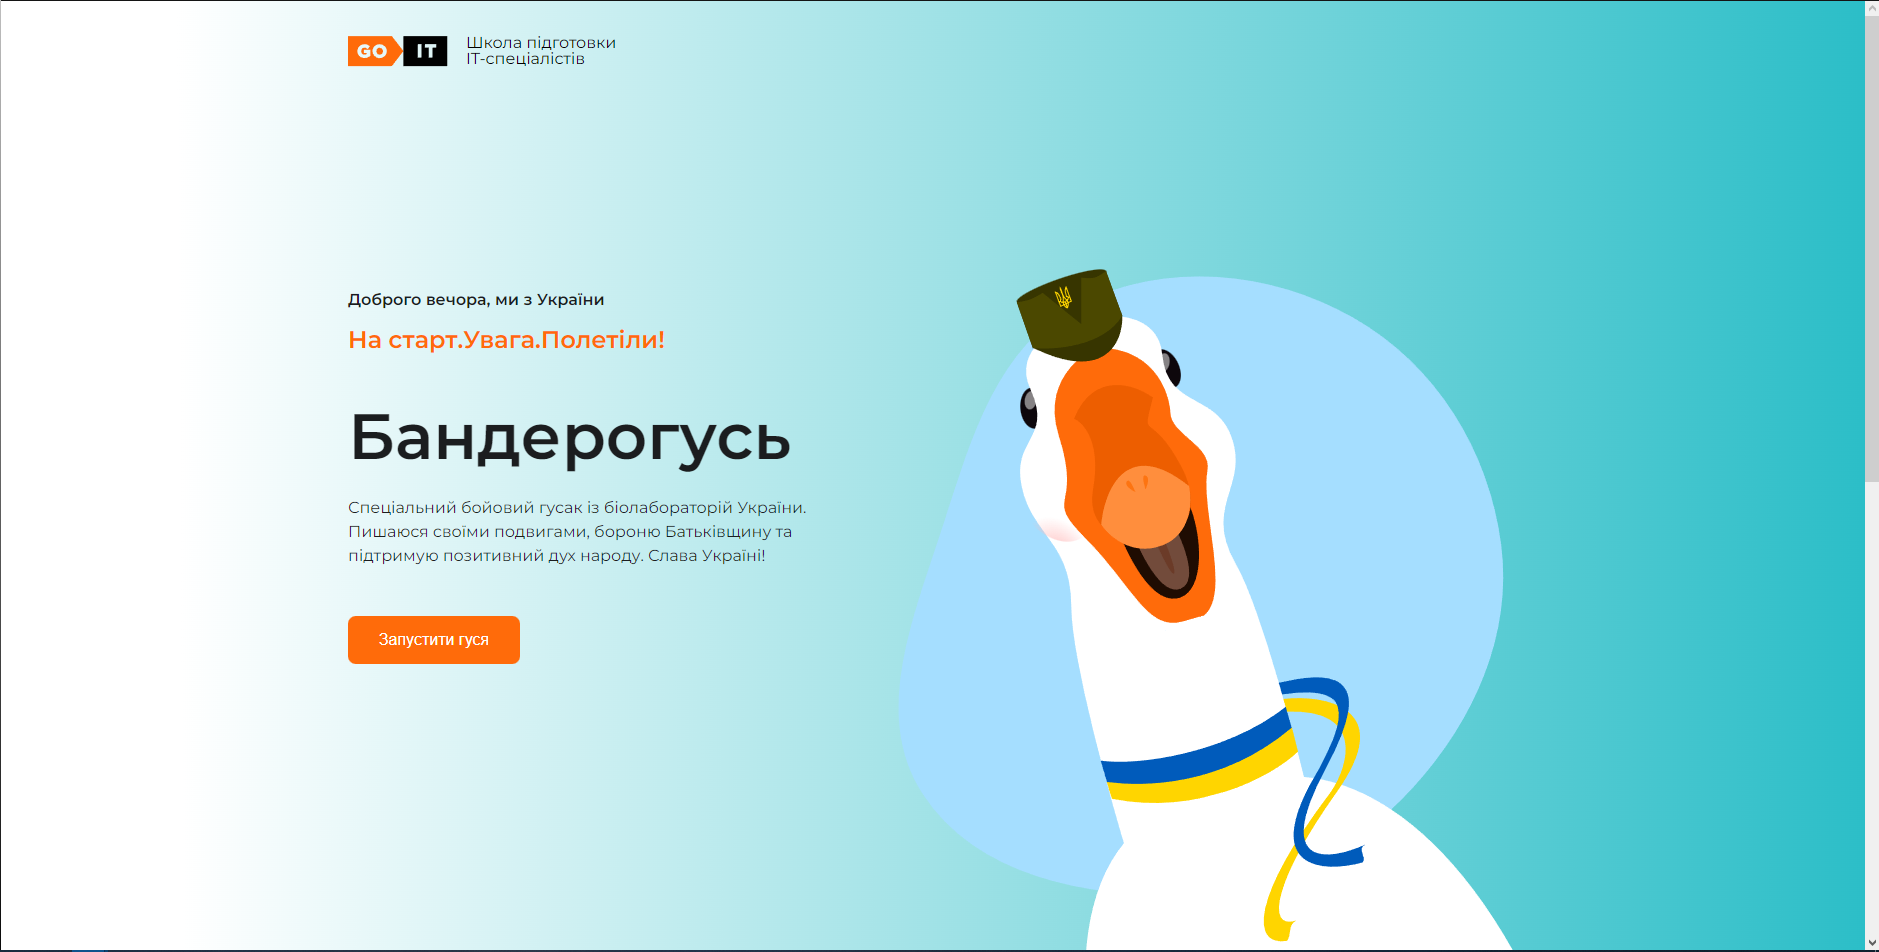 GO IT
Школа підготовки
IT-спеціалістів
Доброго вечора, ми з України
На старт.Увага.Полетіли!
Бандерогусь
Спеціальний бойовий гусак із біолабораторій України.
Пишаюся своїми подвигами, бороню Батьківщину та
підтримую позитивний дух народу. Слава Україні!
Запустити гуся